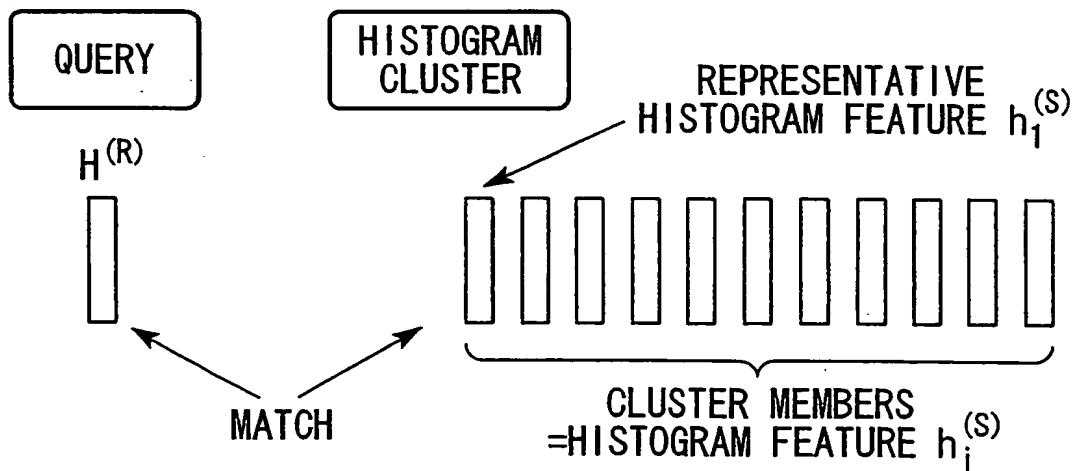 QUERY
HISTOGRAM
CLUSTER
REPRESENTATIVE
HISTOGRAM FEATURE h₁⁽ˢ⁾
H⁽ᴿ⁾
MATCH
CLUSTER MEMBERS
=HISTOGRAM FEATURE hᵢ⁽ˢ⁾